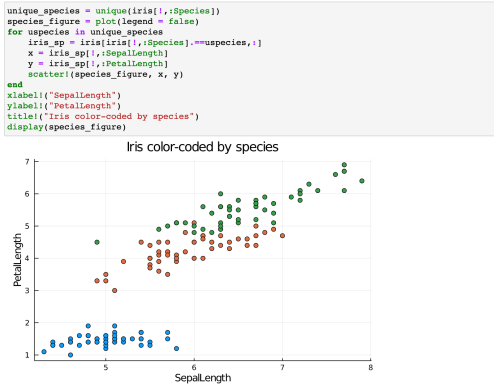 unique_species = unique(iris[!,:Species])
species_figure = plot(legend = false)
for uspecies in unique_species
    iris_sp = iris[iris[!,:Species].==uspecies,:]
    x = iris_sp[!,:SepalLength]
    y = iris_sp[!,:PetalLength]
    scatter!(species_figure, x, y)
end
xlabel!("SepalLength")
ylabel!("PetalLength")
title!("Iris color-coded by species")
display(species_figure)
Iris color-coded by species
7
6
5
4
3
2
1
PetalLength
5 6 7 8
SepalLength